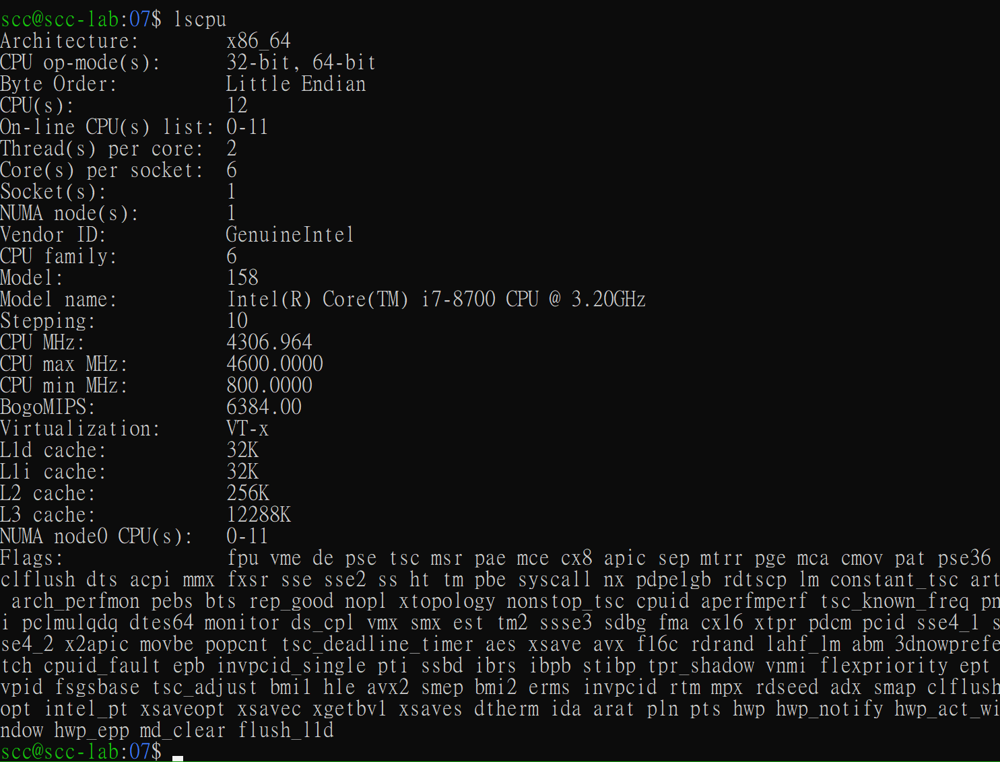 scc@scc-lab:07$ lscpu
Architecture: x86_64
CPU op-mode(s): 32-bit, 64-bit
Byte Order: Little Endian
CPU(s): 12
On-line CPU(s) list: 0-11
Thread(s) per core: 2
Core(s) per socket: 6
Socket(s): 1
NUMA node(s): 1
Vendor ID: GenuineIntel
CPU family: 6
Model: 158
Model name: Intel(R) Core(TM) i7-8700 CPU @ 3.20GHz
Stepping: 10
CPU MHz: 4306.964
CPU max MHz: 4600.0000
CPU min MHz: 800.0000
BogoMIPS: 6384.00
Virtualization: VT-x
L1d cache: 32K
L1i cache: 32K
L2 cache: 256K
L3 cache: 12288K
NUMA node0 CPU(s): 0-11
Flags: fpu vme de pse tsc msr pae mce cx8 apic sep mtrr pge mca cmov pat pse36
clflush dts acpi mmx fxsr sse sse2 ss ht tm pbe syscall nx pdpe1gb rdtscp lm constant_tsc art
arch_perfmon pebs bts rep_good nopl xtopology nonstop_tsc cpuid aperfmperf tsc_known_freq pn
i pclmulqdq dtes64 monitor ds_cpl vmx smx est tm2 ssse3 sdbg fma cx16 xtpr pdcm pcid sse4_1 s
se4_2 x2apic movbe popcnt tsc_deadline_timer aes xsave avx f16c rdrand lahf_lm abm 3dnowprefe
tch cpuid_fault epb invpcid_single pti ssbd ibrs ibpb stibp tpr_shadow vnmi flexpriority ept
vpid fsgsbase tsc_adjust bmi1 hle avx2 smep bmi2 erms invpcid rtm mpx rdseed adx smap clflush
opt intel_pt xsaveopt xsavec xgetbv1 xsaves dtherm ida arat pln pts hwp hwp_notify hwp_act_wi
ndow hwp_epp md_clear flush_l1d
scc@scc-lab:07$